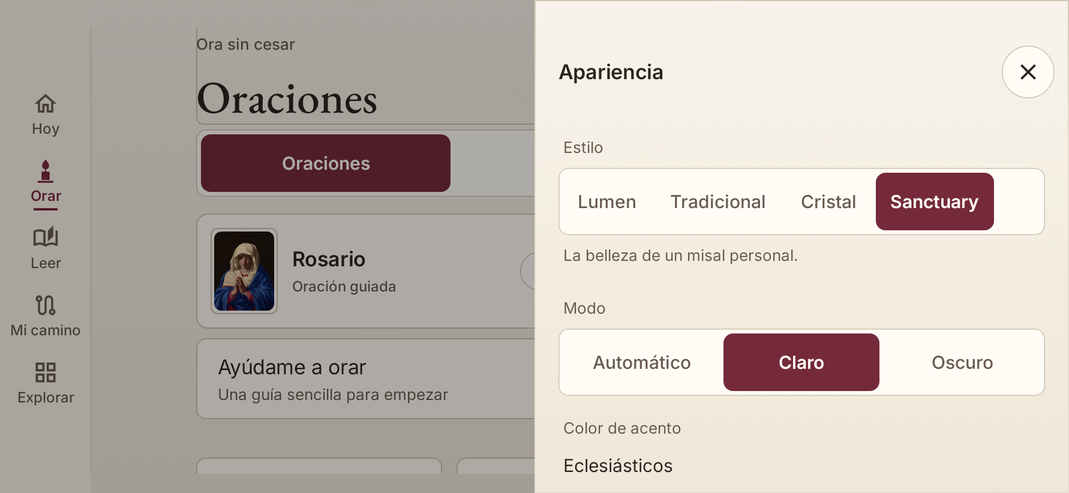 Hoy
Orar
Leer
Mi camino
Explorar
Ora sin cesar
Oraciones
Oraciones
Rosario
Oración guiada
Ayúdame a orar
Una guía sencilla para empezar
Apariencia
Estilo
Lumen Tradicional Cristal Sanctuary
La belleza de un misal personal.
Modo
Automático Claro Oscuro
Color de acento
Eclesiásticos